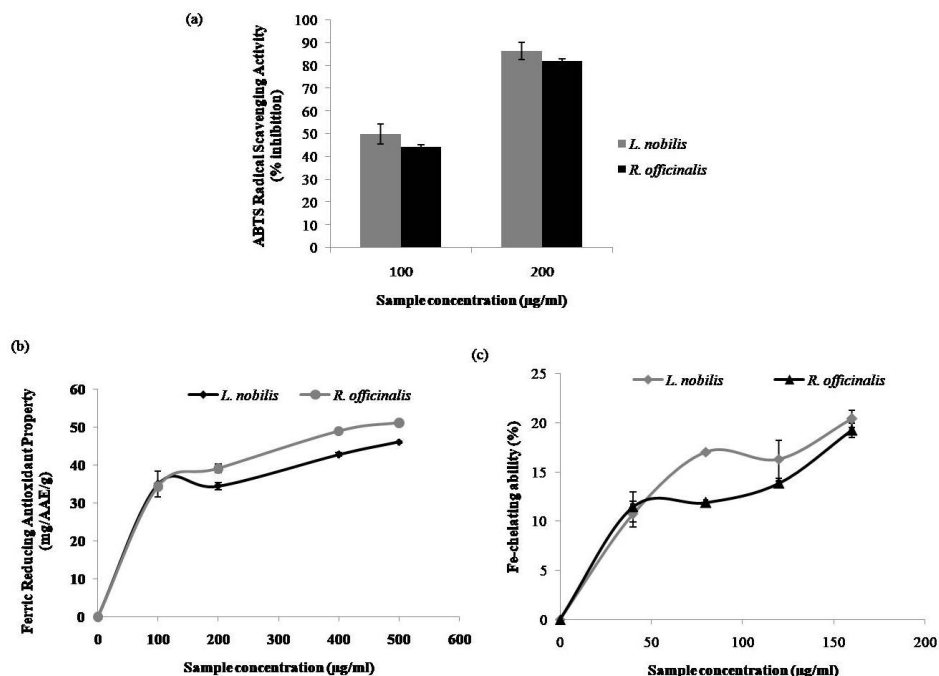 (a)
ABTS Radical Scavenging Activity
(% inhibition)
100
90
80
70
60
50
40
30
20
10
0
100
200
Sample concentration (µg/ml)
L. nobilis
R. officinalis
(b)
Ferric Reducing Antioxidant Property
(mg/AAE/g)
60
50
40
30
20
10
0
0 100 200 300 400 500 600
Sample concentration (µg/ml)
L. nobilis
R. officinalis
(c)
Fe-chelating ability (%)
25
20
15
10
5
0
0 50 100 150 200
Sample concentration (µg/ml)
L. nobilis
R. officinalis